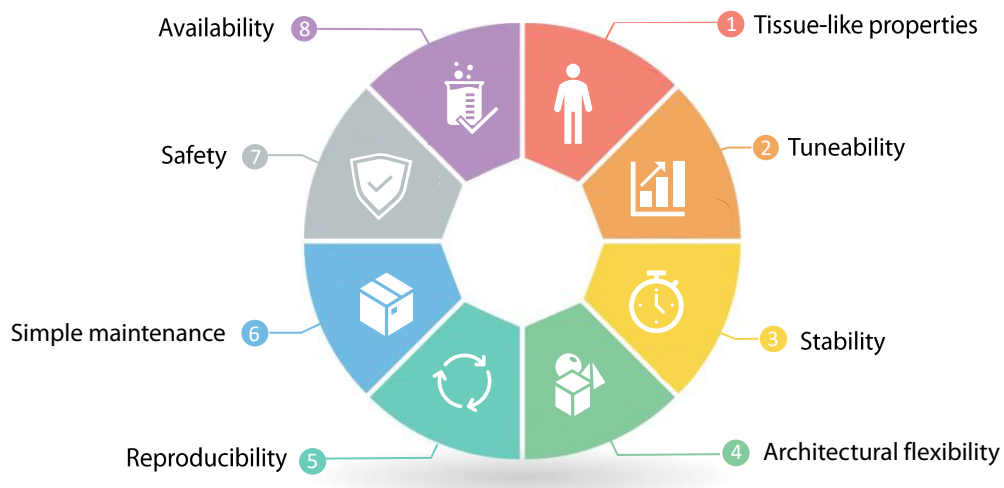 1 Tissue-like properties
2 Tuneability
3 Stability
4 Architectural flexibility
5 Reproducibility
6 Simple maintenance
7 Safety
8 Availability